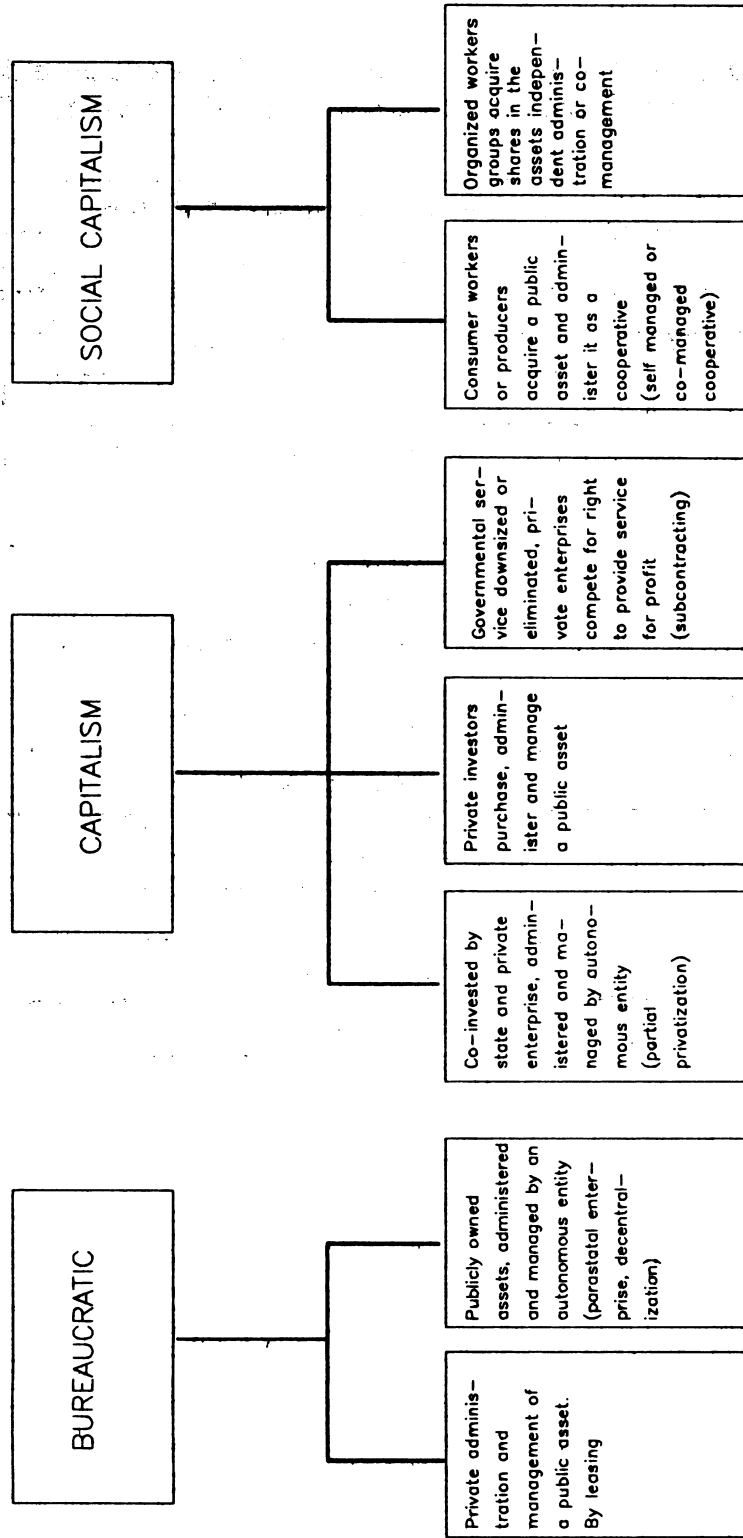 BUREAUCRATIC
Private adminis–
tration and
management of
a public asset.
By leasing
Publicly owned
assets, administered
and managed by an
autonomous entity
(parastatal enter–
prise, decentral–
ization)
CAPITALISM
Co–invested by
state and private
enterprise, admin–
istered and ma–
naged by autono–
mous entity
(partial
privatization)
Private investors
purchase, admin–
ister and manage
a public asset
Governmental ser–
vice downsized or
eliminated, pri–
vate enterprises
compete for right
to provide service
for profit
(subcontracting)
SOCIAL CAPITALISM
Consumer workers
or producers
acquire a public
asset and admin–
ister it as a
cooperative
(self managed or
co–managed
cooperative)
Organized workers
groups acquire
shares in the
assets indepen–
dent adminis–
tration or co–
management